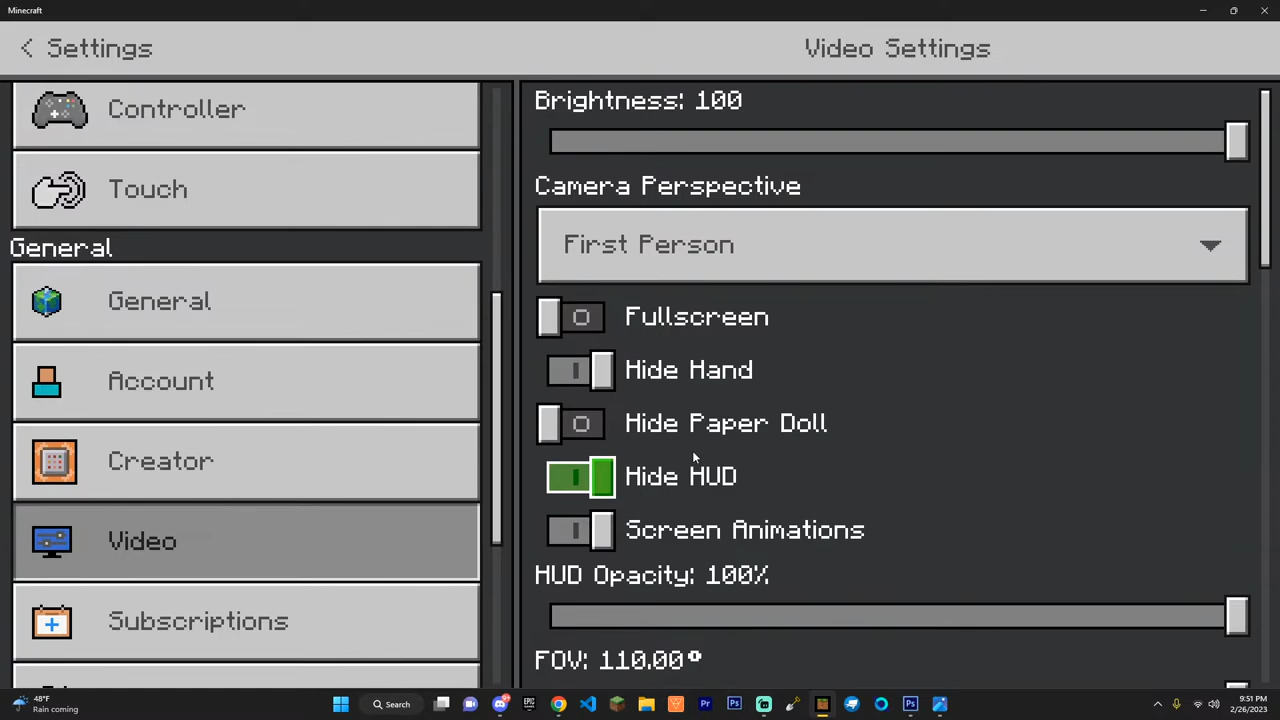 Minecraft
Settings
Video Settings
Controller
Touch
General
General
Account
Creator
Video
Subscriptions
Brightness: 100
Camera Perspective
First Person
Fullscreen
Hide Hand
Hide Paper Doll
Hide HUD
Screen Animations
HUD Opacity: 100%
FOV: 110.00°
48°F
Rain coming
Search
9:51 PM
2/26/2023